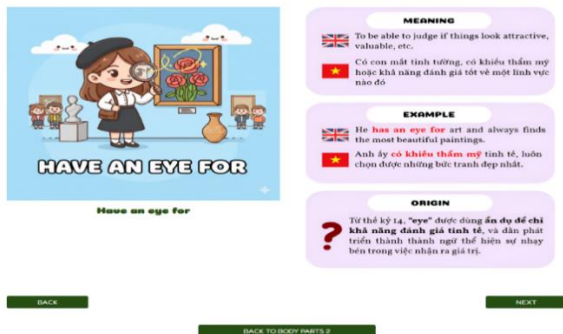 HAVE AN EYE FOR
Have an eye for
MEANING
To be able to judge if things look attractive,
valuable, etc.
Có con mắt tinh tường, có khiếu thẩm mỹ
hoặc khả năng đánh giá tốt về một lĩnh vực
nào đó
EXAMPLE
He has an eye for art and always finds
the most beautiful paintings.
Anh ấy có khiếu thẩm mỹ tinh tế, luôn
chọn được những bức tranh đẹp nhất.
ORIGIN
Từ thế kỷ 14, "eye" được dùng ẩn dụ để chỉ
khả năng đánh giá tinh tế, và dần phát
triển thành thành ngữ thể hiện sự nhạy
bén trong việc nhận ra giá trị.
?
BACK
NEXT
BACK TO BODY PARTS 2